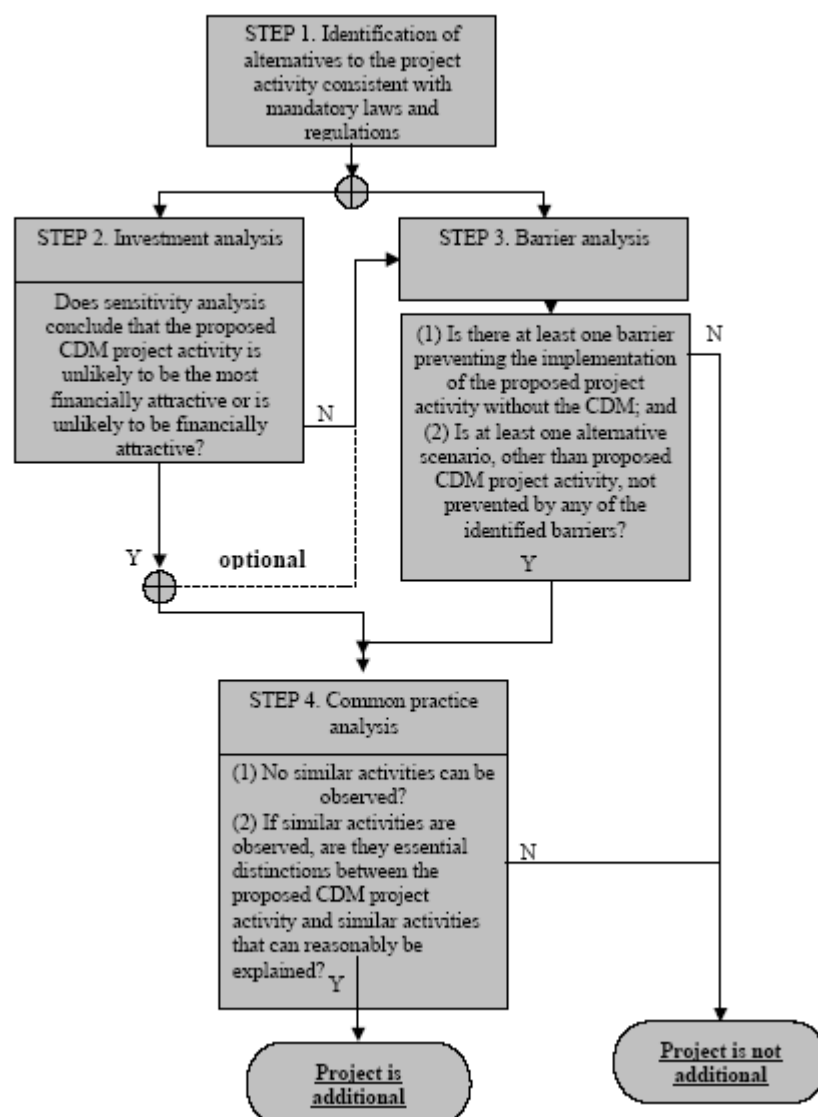 STEP 1. Identification of
alternatives to the project
activity consistent with
mandatory laws and
regulations
STEP 2. Investment analysis
Does sensitivity analysis
conclude that the proposed
CDM project activity is
unlikely to be the most
financially attractive or is
unlikely to be financially
attractive?
N
Y
optional
STEP 3. Barrier analysis
(1) Is there at least one barrier
preventing the implementation
of the proposed project
activity without the CDM; and
(2) Is at least one alternative
scenario, other than proposed
CDM project activity, not
prevented by any of the
identified barriers?
Y
N
STEP 4. Common practice
analysis
(1) No similar activities can be
observed?
(2) If similar activities are
observed, are they essential
distinctions between the
proposed CDM project
activity and similar activities
that can reasonably be
explained?
Y
N
Project is
additional
Project is not
additional